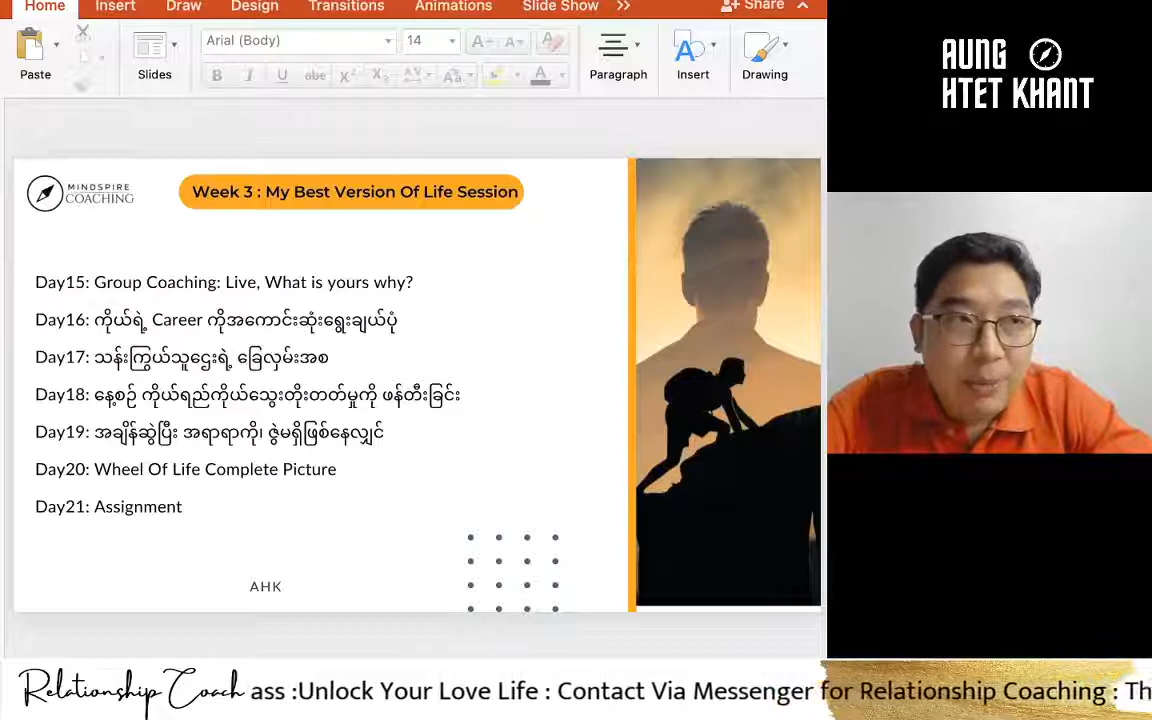 Home Insert Draw Design Transitions Animations Slide Show >> Share
Arial (Body) 14
Paste Slides Paragraph Insert Drawing
AUNG
HTET KHANT
MINDSPIRE
COACHING
Week 3 : My Best Version Of Life Session
Day15: Group Coaching: Live, What is yours why?
Day16: ကိုယ်ရဲ့ Career ကိုအကောင်းဆုံးရွေးချယ်ပုံ
Day17: သန်းကြွယ်သူဌေးရဲ့ ခြေလှမ်းအစ
Day18: နေ့စဉ် ကိုယ်ရည်ကိုယ်သွေးတိုးတတ်မှုကို ဖန်တီးခြင်း
Day19: အချိန်ဆွဲပြီး အရာရာကို၊ ဇွဲမရှိဖြစ်နေလျှင်
Day20: Wheel Of Life Complete Picture
Day21: Assignment
AHK
Relationship Coach ass :Unlock Your Love Life : Contact Via Messenger for Relationship Coaching : Th